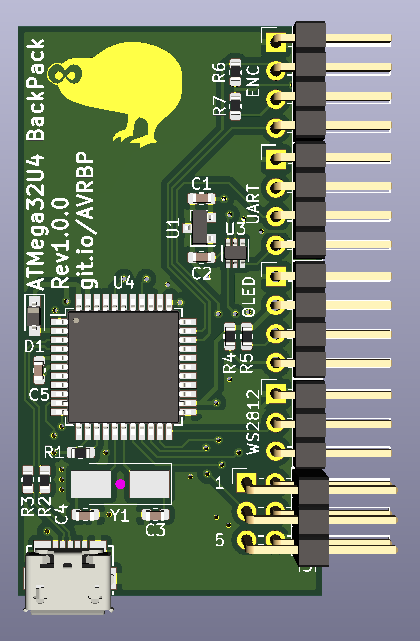 ATMega32U4 BackPack
Rev1.0.0
git.io/AVRBP
R6
R7
ENC
C1
U1
UART
U3
C2
U4
OLED
D1
R4
R5
C5
WS2812
R1
1
R3
R2
C4
Y1
C3
5